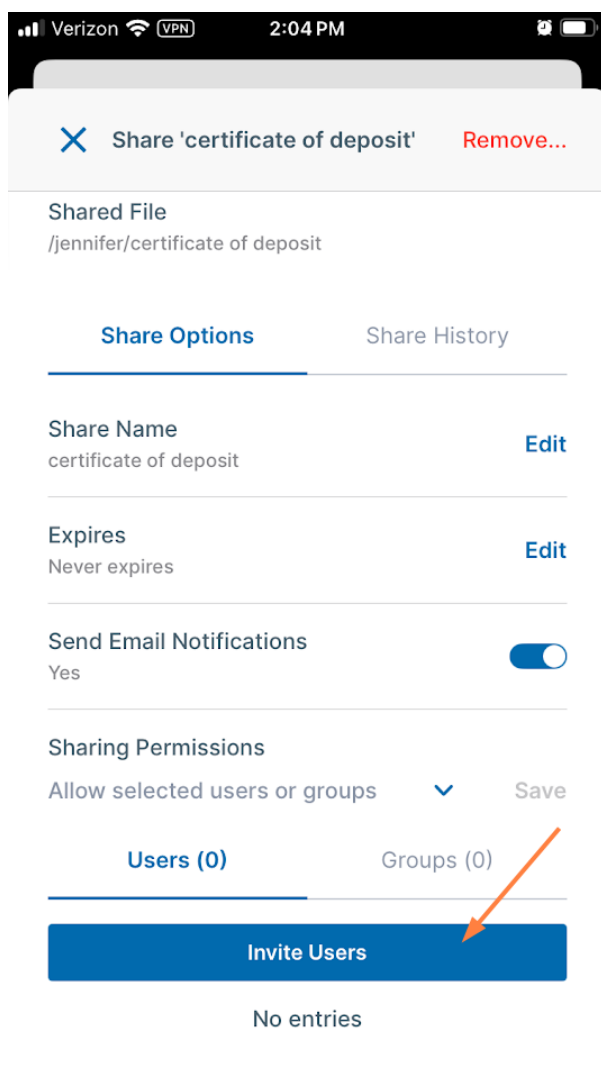 Verizon VPN 2:04 PM
Share 'certificate of deposit' Remove...
Shared File
/jennifer/certificate of deposit
Share Options Share History
Share Name
certificate of deposit
Edit
Expires
Never expires
Edit
Send Email Notifications
Yes
Sharing Permissions
Allow selected users or groups Save
Users (0) Groups (0)
Invite Users
No entries